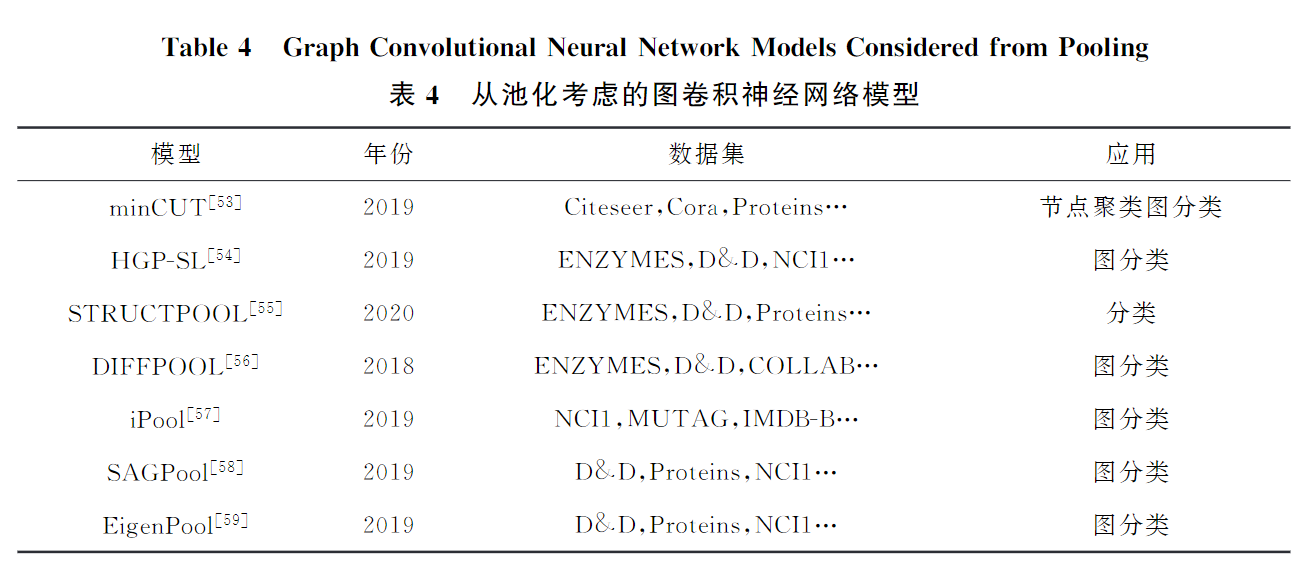 Table 4 Graph Convolutional Neural Network Models Considered from Pooling
表 4 从池化考虑的图卷积神经网络模型
模型 年份 数据集 应用
minCUT[53] 2019 Citeseer,Cora,Proteins… 节点聚类图分类
HGP-SL[54] 2019 ENZYMES,D&D,NCI1… 图分类
STRUCTPOOL[55] 2020 ENZYMES,D&D,Proteins… 分类
DIFFPOOL[56] 2018 ENZYMES,D&D,COLLAB… 图分类
iPool[57] 2019 NCI1,MUTAG,IMDB-B… 图分类
SAGPool[58] 2019 D&D,Proteins,NCI1… 图分类
EigenPool[59] 2019 D&D,Proteins,NCI1… 图分类